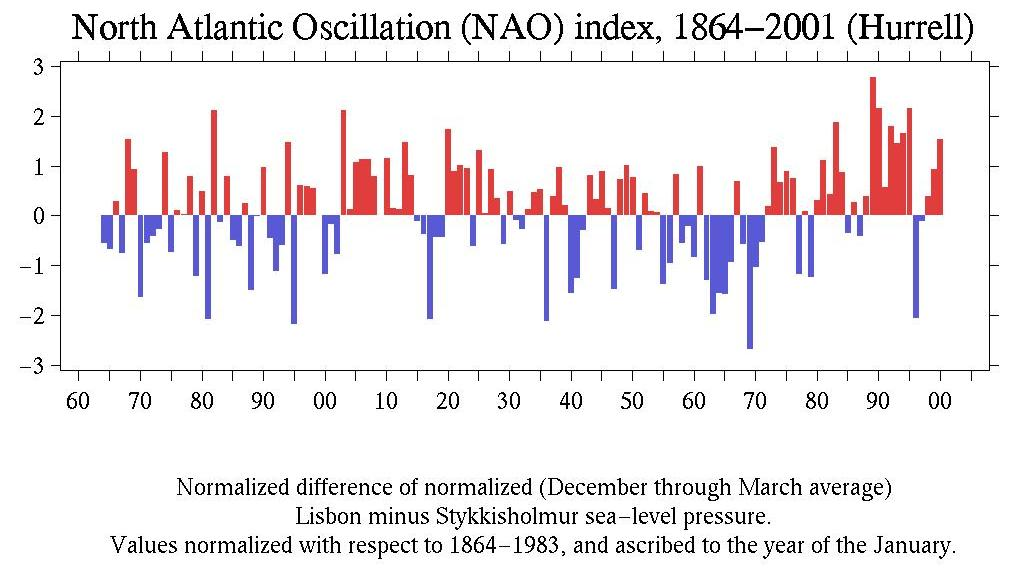 North Atlantic Oscillation (NAO) index, 1864–2001 (Hurrell)
3
2
1
0
−1
−2
−3
60 70 80 90 00 10 20 30 40 50 60 70 80 90 00
Normalized difference of normalized (December through March average)
Lisbon minus Stykkisholmur sea−level pressure.
Values normalized with respect to 1864−1983, and ascribed to the year of the January.